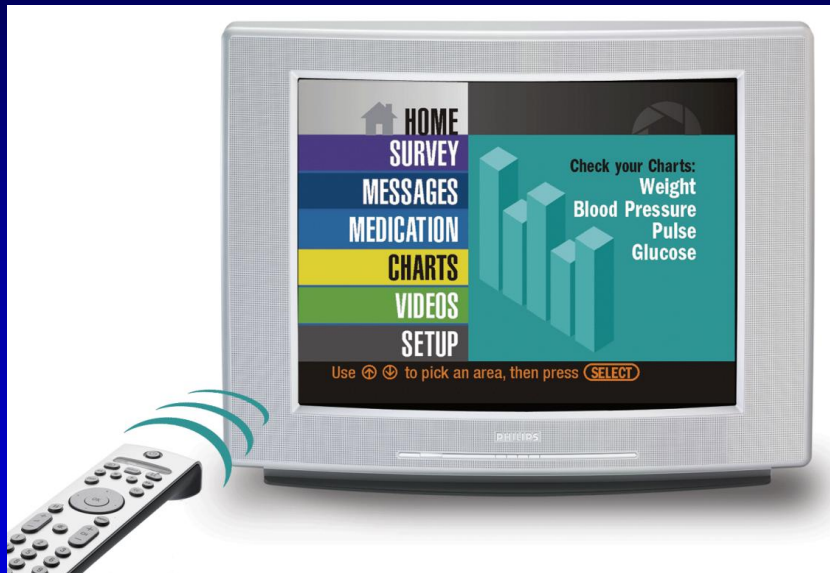 HOME
SURVEY
MESSAGES
MEDICATION
CHARTS
VIDEOS
SETUP
Check your Charts:
Weight
Blood Pressure
Pulse
Glucose
Use ↑ ↓ to pick an area, then press SELECT
PHILIPS